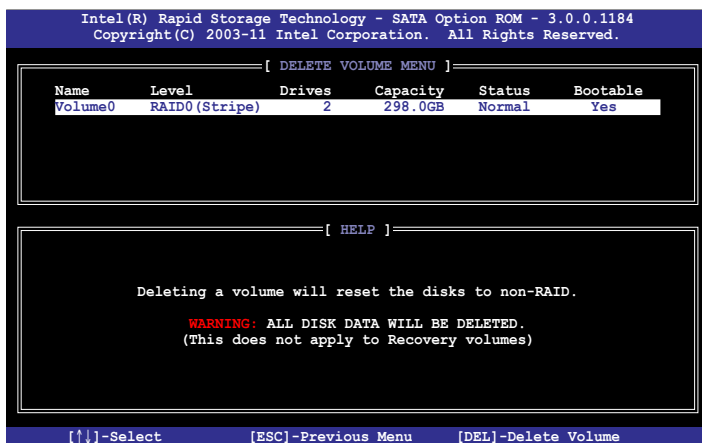 Intel(R) Rapid Storage Technology - SATA Option ROM - 3.0.0.1184
Copyright(C) 2003-11 Intel Corporation. All Rights Reserved.
[ DELETE VOLUME MENU ]
Name Level Drives Capacity Status Bootable
Volume0 RAID0(Stripe) 2 298.0GB Normal Yes
[ HELP ]
Deleting a volume will reset the disks to non-RAID.
WARNING: ALL DISK DATA WILL BE DELETED.
(This does not apply to Recovery volumes)
[↑↓]-Select [ESC]-Previous Menu [DEL]-Delete Volume